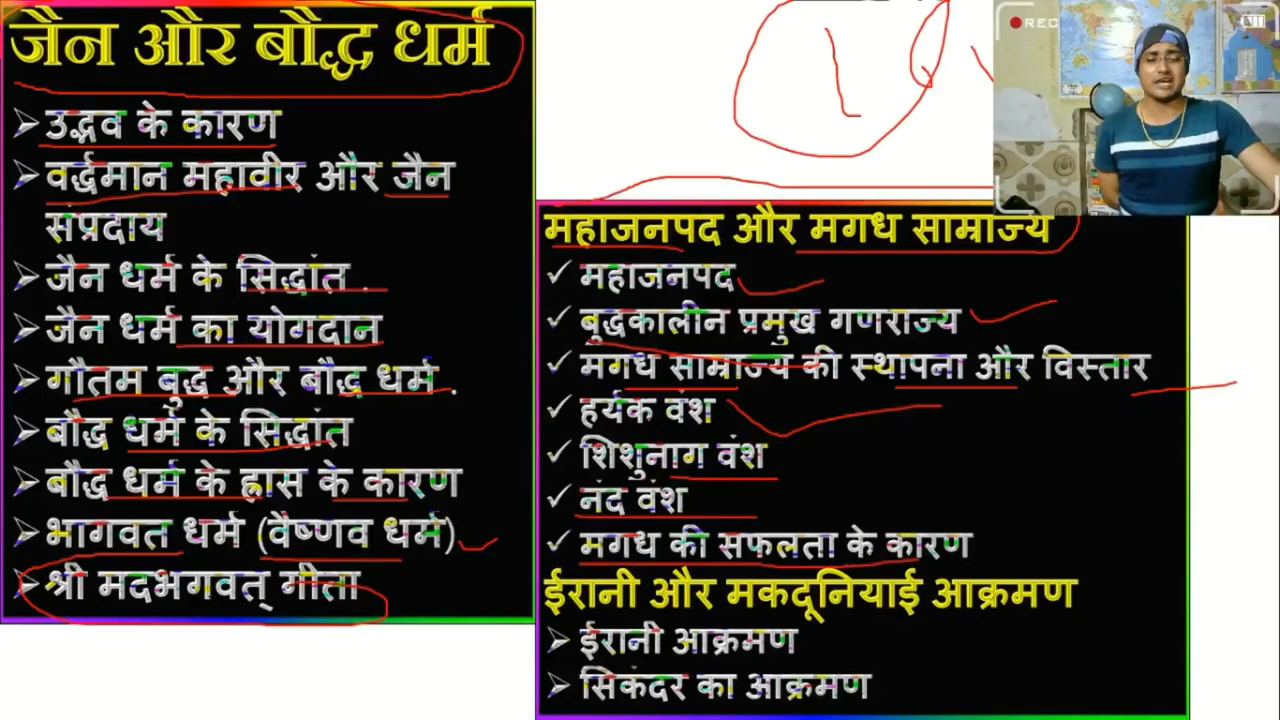 जैन और बौद्ध धर्म
उद्भव के कारण
वर्द्धमान महावीर और जैन
संप्रदाय
जैन धर्म के सिद्धांत .
जैन धर्म का योगदान
गौतम बुद्ध और बौद्ध धर्म .
बौद्ध धर्म के सिद्धांत
बौद्ध धर्म के ह्रास के कारण
भागवत धर्म (वैष्णव धर्म)
श्री मदभगवत् गीता
REC
महाजनपद और मगध साम्राज्य
महाजनपद
बुद्धकालीन प्रमुख गणराज्य
मगध साम्राज्य की स्थापना और विस्तार
हर्यक वंश
शिशुनाग वंश
नंद वंश
मगध की सफलता के कारण
ईरानी और मकदूनियाई आक्रमण
ईरानी आक्रमण
सिकंदर का आक्रमण